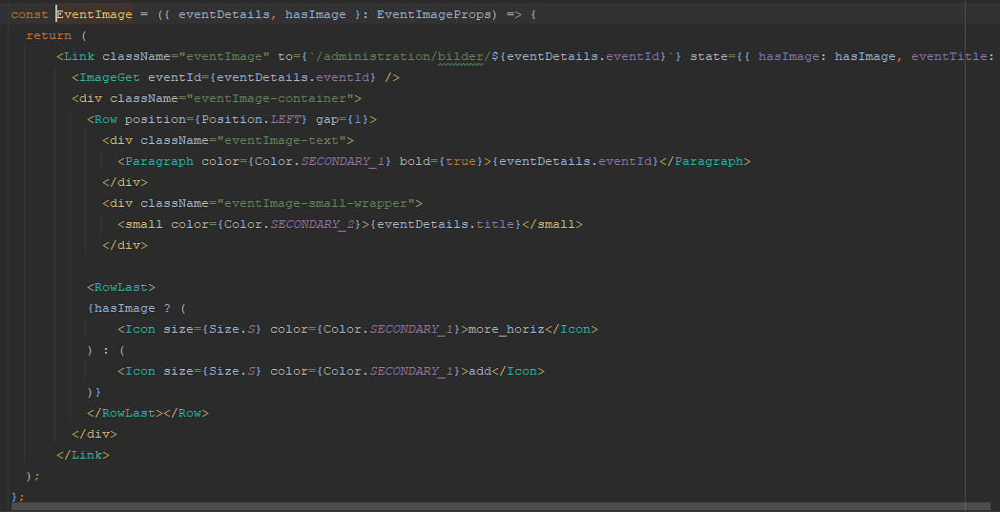 const EventImage = ({ eventDetails, hasImage }: EventImageProps) => {
return (
<Link className="eventImage" to={`/administration/bilder/${eventDetails.eventId}`} state={{ hasImage: hasImage, eventTitle:
<ImageGet eventId={eventDetails.eventId} />
<div className="eventImage-container">
<Row position={Position.LEFT} gap={1}>
<div className="eventImage-text">
<Paragraph color={Color.SECONDARY_1} bold={true}>{eventDetails.eventId}</Paragraph>
</div>
<div className="eventImage-small-wrapper">
<small color={Color.SECONDARY_2}>{eventDetails.title}</small>
</div>
<RowLast>
{hasImage ? (
<Icon size={Size.S} color={Color.SECONDARY_1}>more_horiz</Icon>
) : (
<Icon size={Size.S} color={Color.SECONDARY_1}>add</Icon>
)}
</RowLast></Row>
</div>
</Link>
);
};